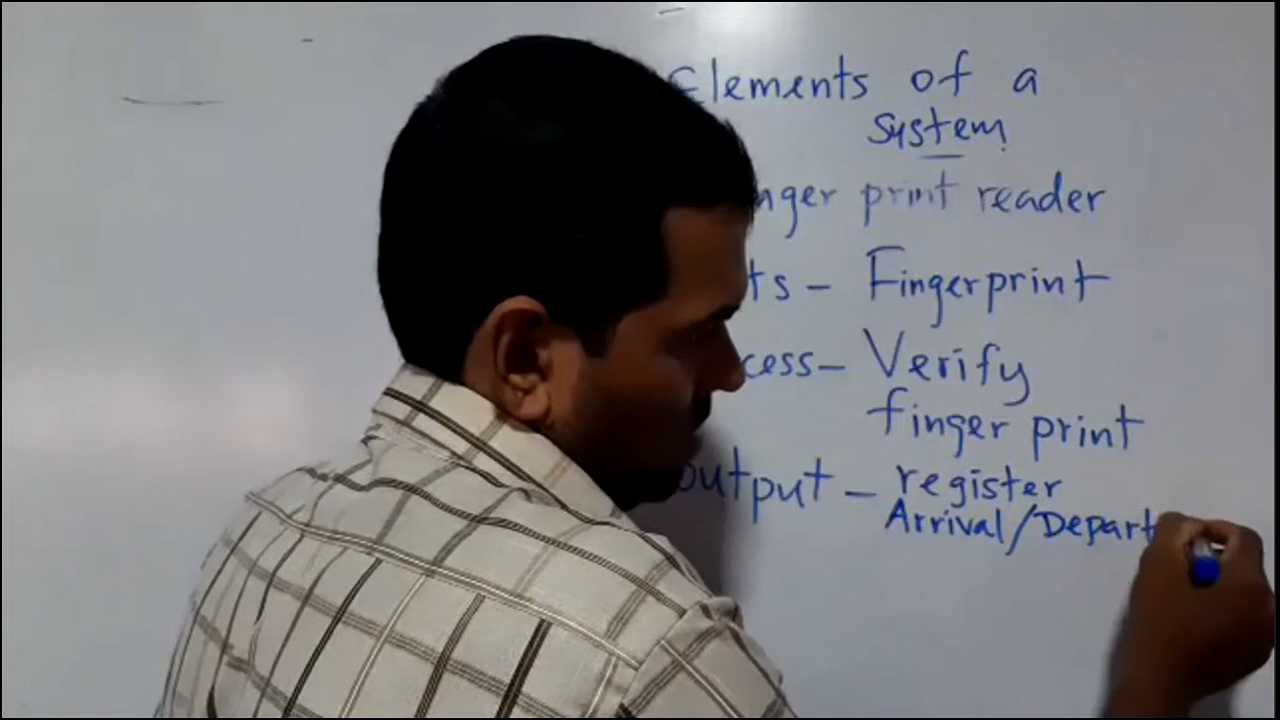 Elements of a
system
nger print reader
ts - Fingerprint
cess - Verify
finger print
output - register
Arrival/Depart